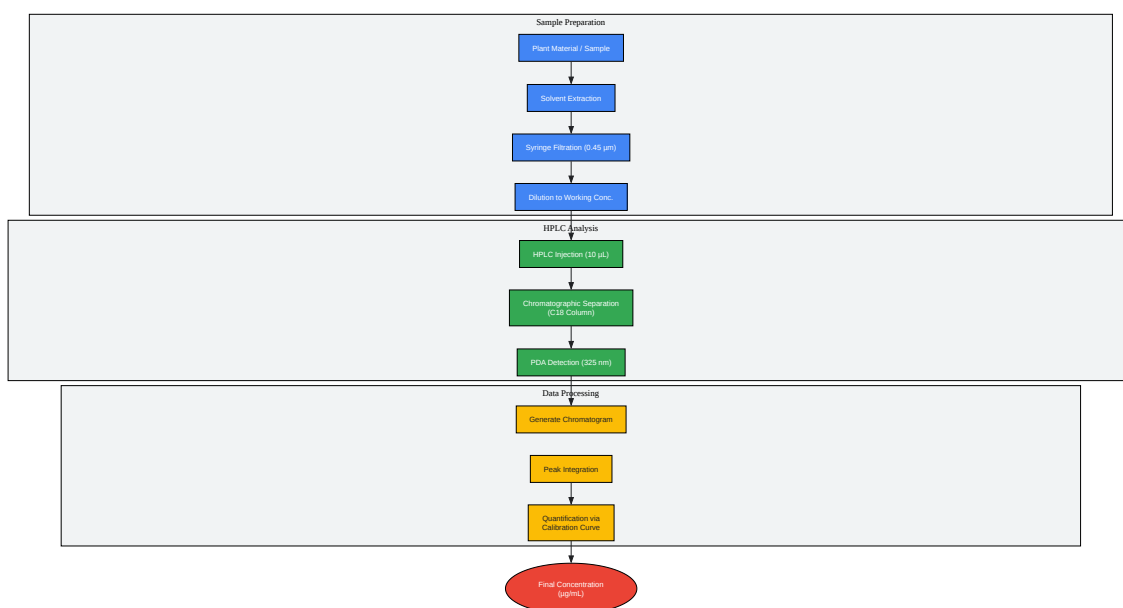 Sample Preparation
Plant Material / Sample
Solvent Extraction
Syringe Filtration (0.45 µm)
Dilution to Working Conc.
HPLC Analysis
HPLC Injection (10 µL)
Chromatographic Separation
(C18 Column)
PDA Detection (325 nm)
Data Processing
Generate Chromatogram
Peak Integration
Quantification via
Calibration Curve
Final Concentration
(µg/mL)